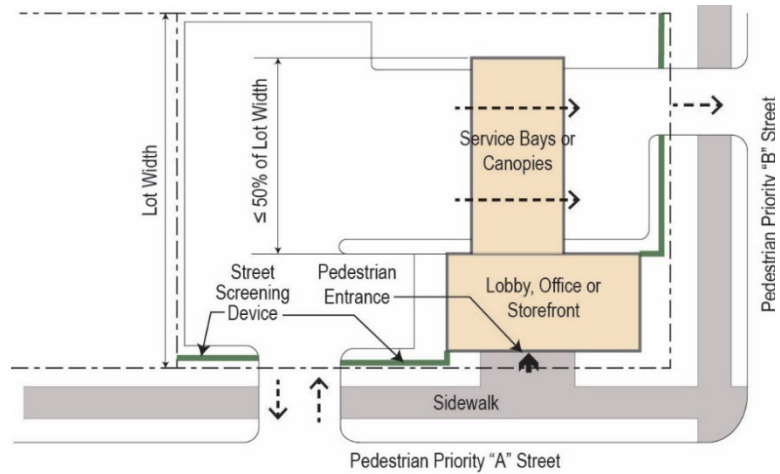 Lot Width
≤ 50% of Lot Width
Service Bays or
Canopies
Pedestrian Priority “B” Street
Street
Screening
Device
Pedestrian
Entrance
Lobby, Office or
Storefront
Sidewalk
Pedestrian Priority “A” Street